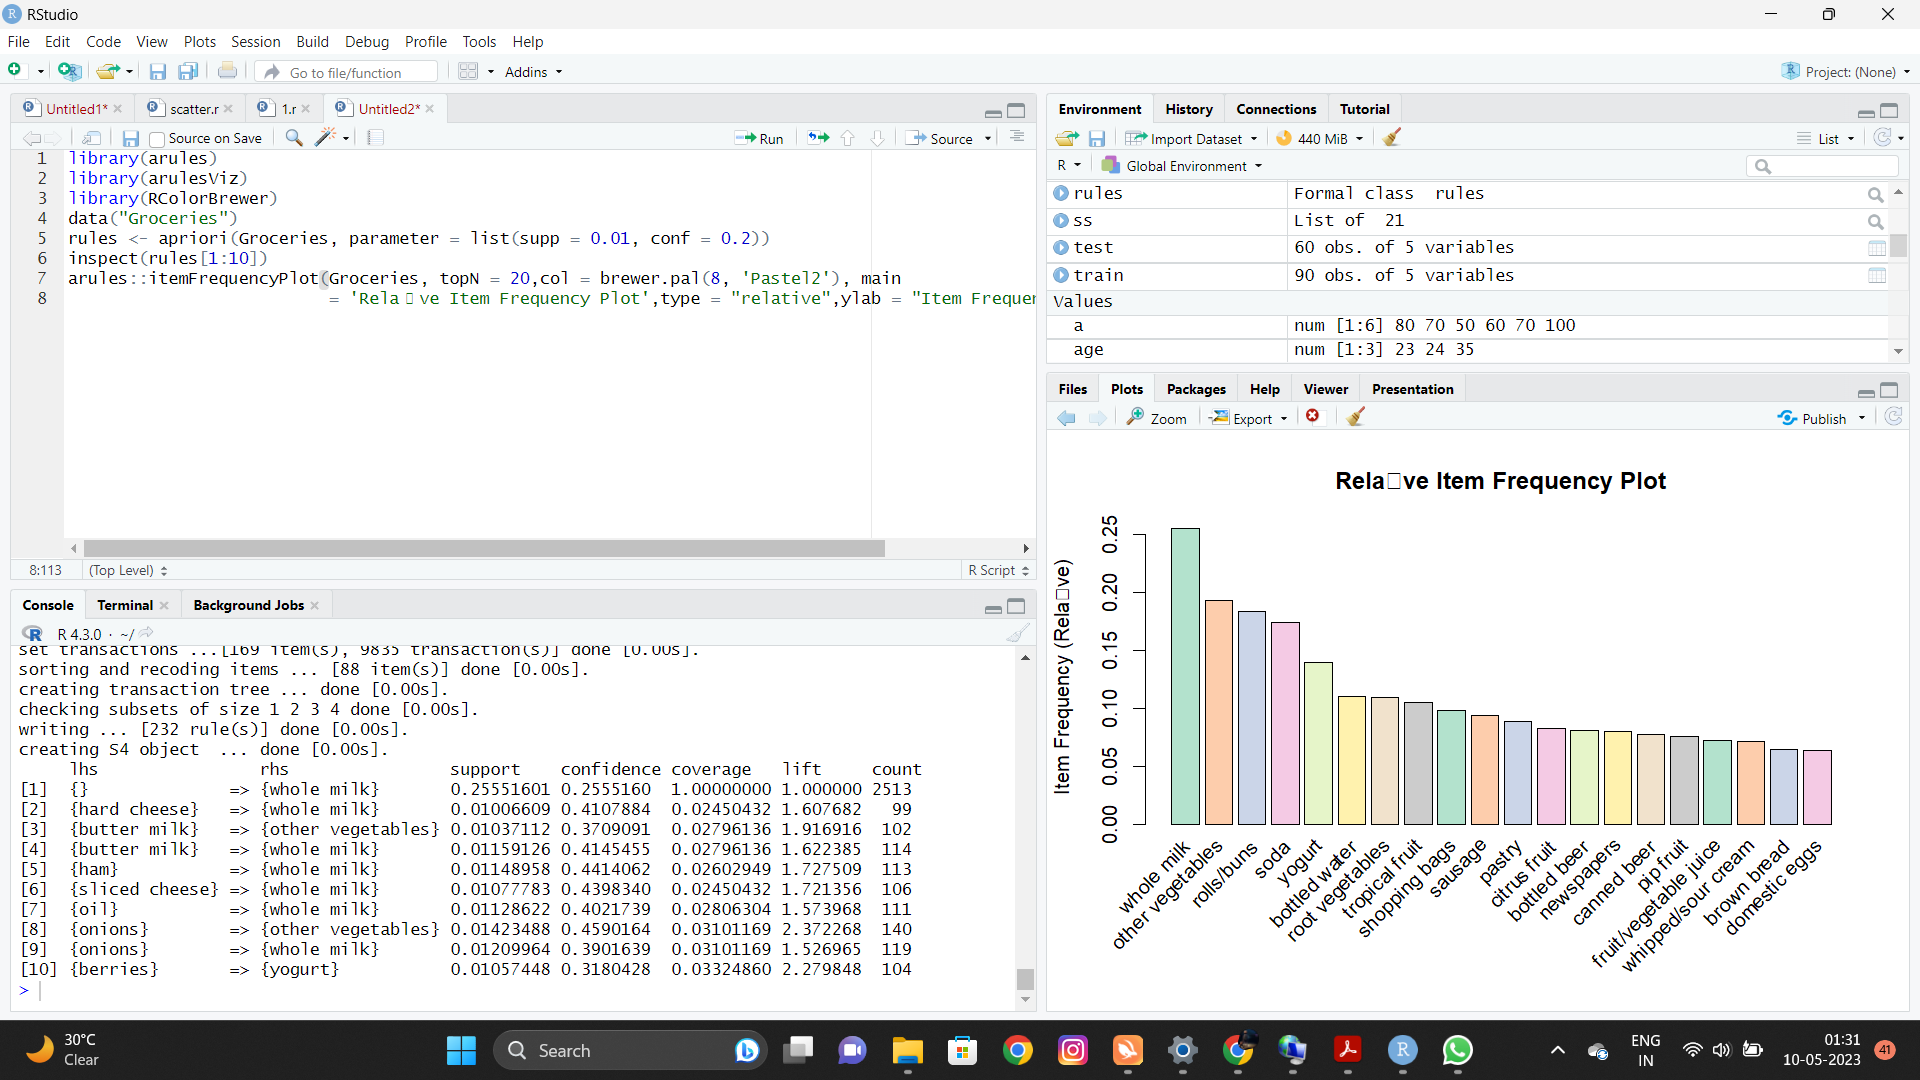 RStudio
File Edit Code View Plots Session Build Debug Profile Tools Help
Go to file/function Addins Project: (None)
Untitled1* scatter.r 1.r Untitled2*
Source on Save Run Source
1 library(arules)
2 library(arulesViz)
3 library(RColorBrewer)
4 data("Groceries")
5 rules <- apriori(Groceries, parameter = list(supp = 0.01, conf = 0.2))
6 inspect(rules[1:10])
7 arules::itemFrequencyPlot(Groceries, topN = 20,col = brewer.pal(8, 'Pastel2'), main
8 = 'Rela▯ve Item Frequency Plot',type = "relative",ylab = "Item Frequen
8:113 (Top Level) R Script
Console Terminal Background Jobs
R 4.3.0 · ~/
set transactions ...[169 item(s), 9835 transaction(s)] done [0.00s].
sorting and recoding items ... [88 item(s)] done [0.00s].
creating transaction tree ... done [0.00s].
checking subsets of size 1 2 3 4 done [0.00s].
writing ... [232 rule(s)] done [0.00s].
creating S4 object ... done [0.00s].
lhs rhs support confidence coverage lift count
[1] {} => {whole milk} 0.25551601 0.2555160 1.00000000 1.000000 2513
[2] {hard cheese} => {whole milk} 0.01006609 0.4107884 0.02450432 1.607682 99
[3] {butter milk} => {other vegetables} 0.01037112 0.3709091 0.02796136 1.916916 102
[4] {butter milk} => {whole milk} 0.01159126 0.4145455 0.02796136 1.622385 114
[5] {ham} => {whole milk} 0.01148958 0.4414062 0.02602949 1.727509 113
[6] {sliced cheese} => {whole milk} 0.01077783 0.4398340 0.02450432 1.721356 106
[7] {oil} => {whole milk} 0.01128622 0.4021739 0.02806304 1.573968 111
[8] {onions} => {other vegetables} 0.01423488 0.4590164 0.03101169 2.372268 140
[9] {onions} => {whole milk} 0.01209964 0.3901639 0.03101169 1.526965 119
[10] {berries} => {yogurt} 0.01057448 0.3180428 0.03324860 2.279848 104
>
Environment History Connections Tutorial
Import Dataset 440 MiB List
R Global Environment
rules Formal class rules
ss List of 21
test 60 obs. of 5 variables
train 90 obs. of 5 variables
Values
a num [1:6] 80 70 50 60 70 100
age num [1:3] 23 24 35
Files Plots Packages Help Viewer Presentation
Zoom Export Publish
Rela▯ve Item Frequency Plot
Item Frequency (Rela▯ve)
0.25
0.20
0.15
0.10
0.05
0.00
whole milk
other vegetables
rolls/buns
soda
yogurt
bottled water
root vegetables
tropical fruit
shopping bags
sausage
pastry
citrus fruit
bottled beer
newspapers
canned beer
pip fruit
fruit/vegetable juice
whipped/sour cream
brown bread
domestic eggs
30°C
Clear
Search
ENG
IN
01:31
10-05-2023
41